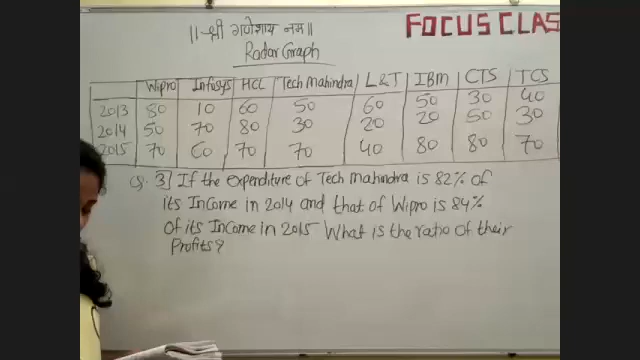 ||श्री गणेशाय नमः||
FOCUS CLAS
Radar Graph
Wipro Infosys HCL Tech Mahindra L&T IBm CTS TCS
2013 80 10 60 50 60 50 30 40
2014 50 70 80 30 20 20 50 30
2015 70 60 70 70 40 80 80 70
Q. 3] If the expenditure of Tech Mahindra is 82% of
its Income in 2014 and that of Wipro is 84%
of its Income in 2015 What is the ratio of their
Profits?